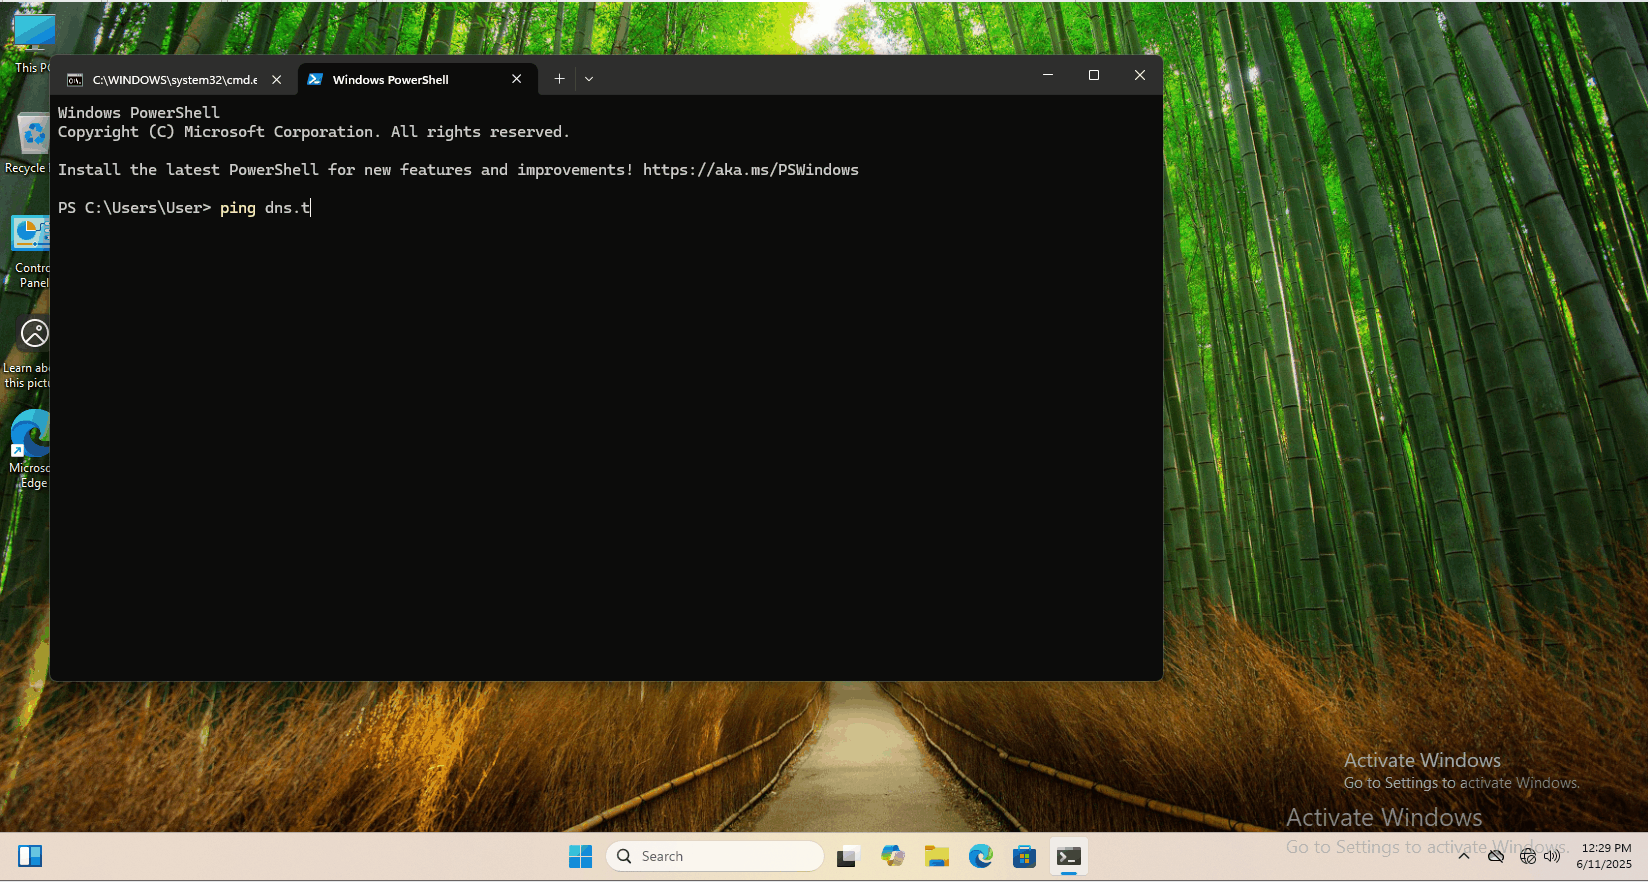 This PC
Recycle
Contro
Panel
Learn abo
this pictu
Microso
Edge
C:\WINDOWS\system32\cmd.e
Windows PowerShell
Windows PowerShell
Copyright (C) Microsoft Corporation. All rights reserved.
Install the latest PowerShell for new features and improvements! https://aka.ms/PSWindows
PS C:\Users\User> ping dns.t
Activate Windows
Go to Settings to activate Windows.
Activate Windows
Go to Settings to activate Windows.
Search
12:29 PM
6/11/2025